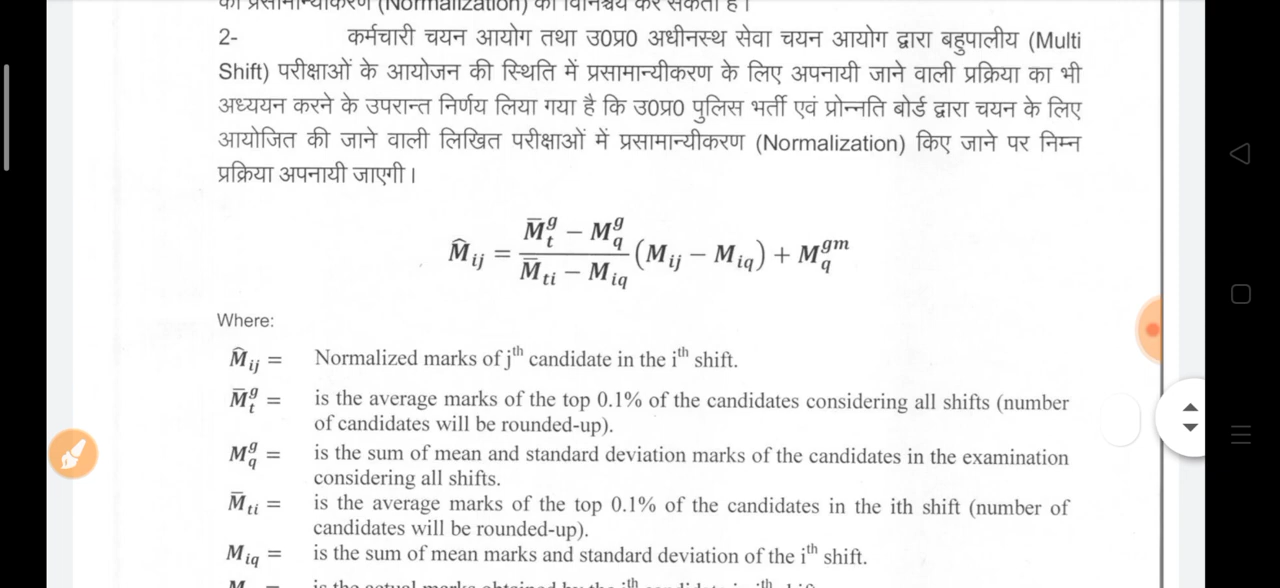 का प्रसामान्यीकरण (Normalization) का विनिश्चय कर सकता है।
2- कर्मचारी चयन आयोग तथा उ0प्र0 अधीनस्थ सेवा चयन आयोग द्वारा बहुपालीय (Multi
Shift) परीक्षाओं के आयोजन की स्थिति में प्रसामान्यीकरण के लिए अपनायी जाने वाली प्रक्रिया का भी
अध्ययन करने के उपरान्त निर्णय लिया गया है कि उ0प्र0 पुलिस भर्ती एवं प्रोन्नति बोर्ड द्वारा चयन के लिए
आयोजित की जाने वाली लिखित परीक्षाओं में प्रसामान्यीकरण (Normalization) किए जाने पर निम्न
प्रक्रिया अपनायी जाएगी।
M̂ij = (M̄tᵍ − Mqᵍ) / (M̄ti − Miq) (Mij − Miq) + Mqᵍᵐ
Where:
M̂ij = Normalized marks of jᵗʰ candidate in the iᵗʰ shift.
M̄tᵍ = is the average marks of the top 0.1% of the candidates considering all shifts (number
of candidates will be rounded-up).
Mqᵍ = is the sum of mean and standard deviation marks of the candidates in the examination
considering all shifts.
M̄ti = is the average marks of the top 0.1% of the candidates in the ith shift (number of
candidates will be rounded-up).
Miq = is the sum of mean marks and standard deviation of the iᵗʰ shift.